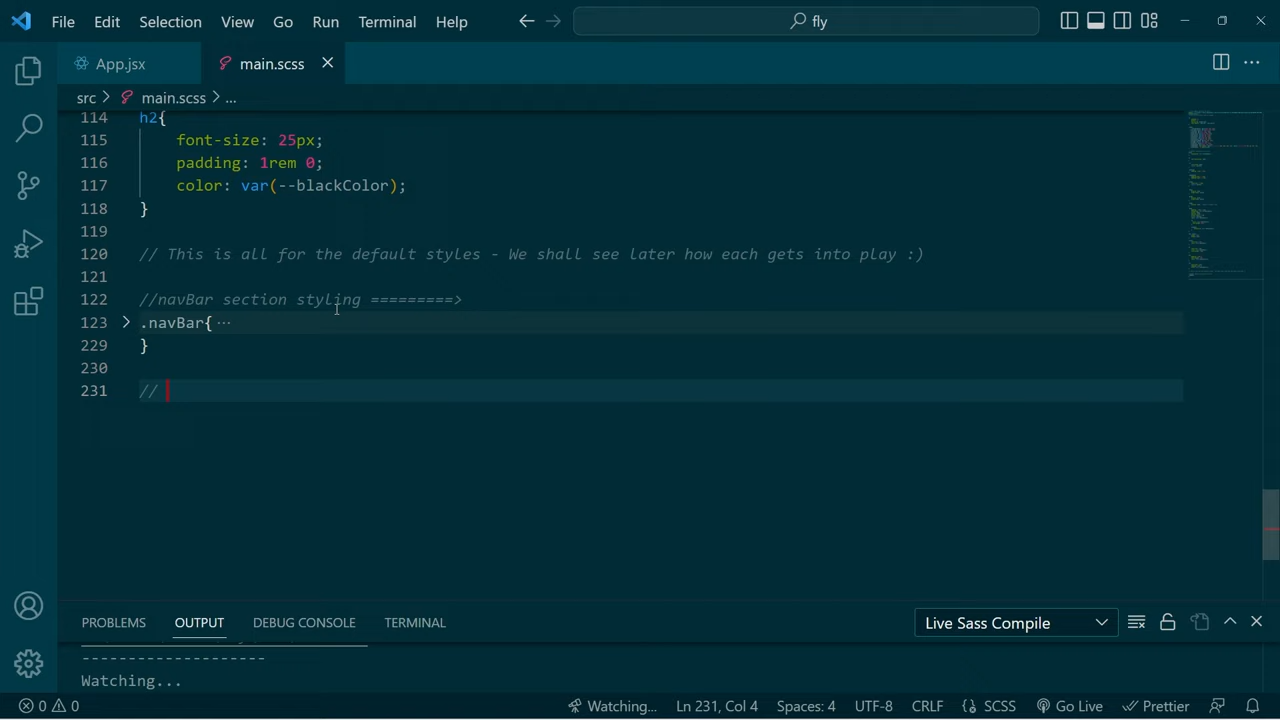 File Edit Selection View Go Run Terminal Help fly
App.jsx main.scss
src > main.scss > ...
114 h2{
115 font-size: 25px;
116 padding: 1rem 0;
117 color: var(--blackColor);
118 }
119
120 // This is all for the default styles - We shall see later how each gets into play :)
121
122 //navBar section styling =========>
123 .navBar{ ...
229 }
230
231 //
PROBLEMS OUTPUT DEBUG CONSOLE TERMINAL Live Sass Compile
--------------------
Watching...
0 0 Watching... Ln 231, Col 4 Spaces: 4 UTF-8 CRLF SCSS Go Live Prettier